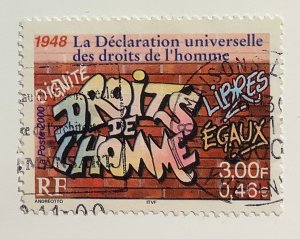 1948 La Déclaration universelle
des droits de l'homme
DIGNITÉ
LIBRES
DROITS
DE
L'HOMME
ÉGAUX
La Poste 2000
3,00F
0,46€
RF
ANDRÉOTTO
ITVF